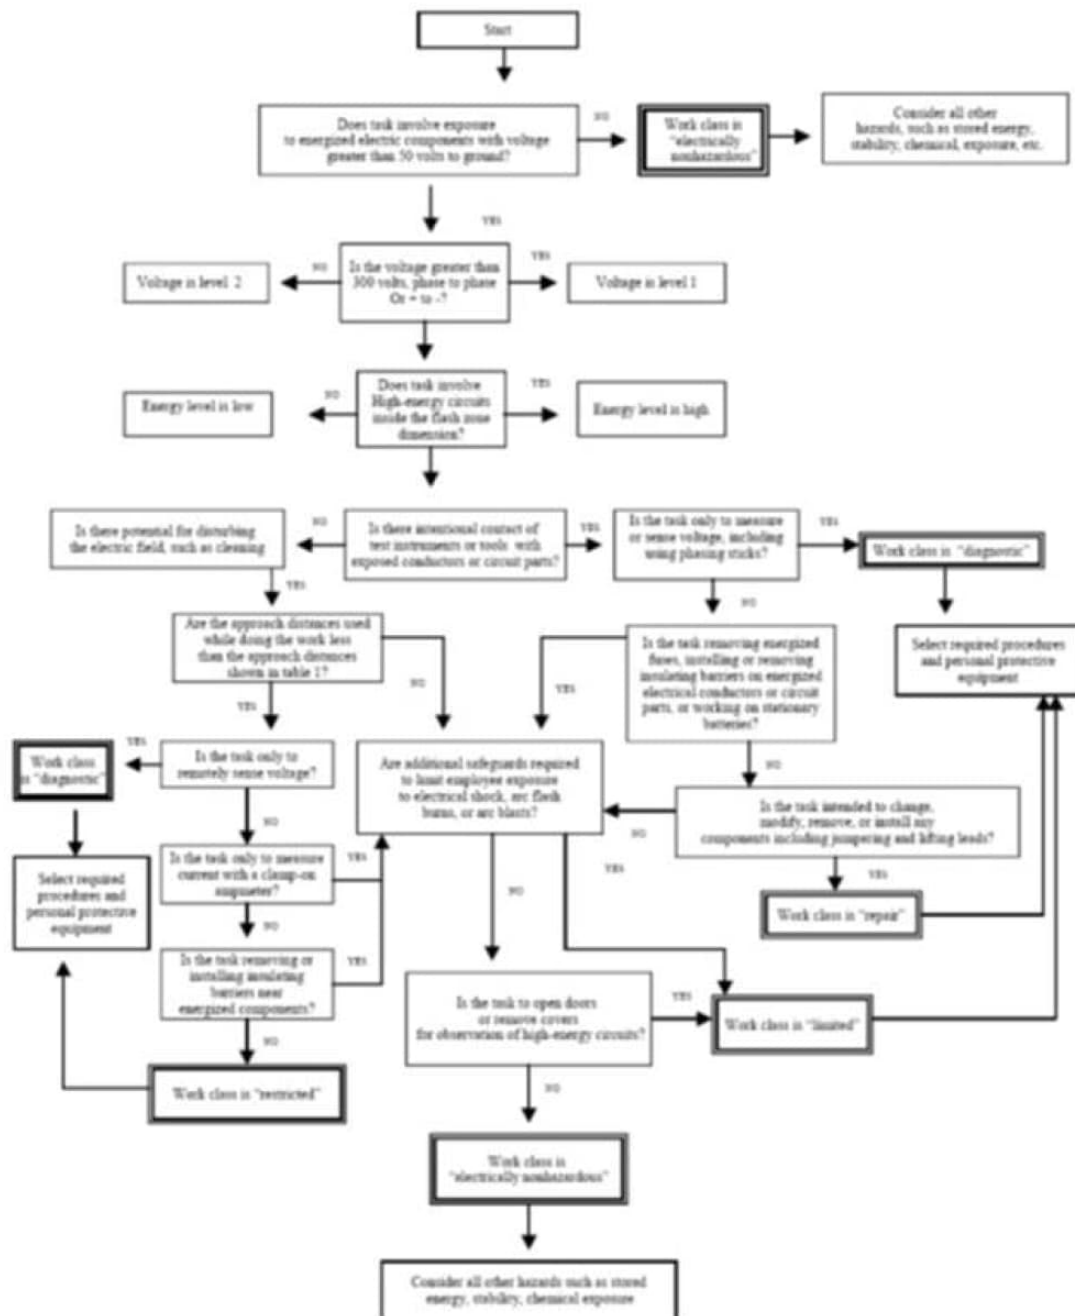 Start
Does task involve exposure
to energized electric components with voltage
greater than 50 volts to ground?
NO
Work class is
"electrically
nonhazardous"
Consider all other
hazards, such as stored energy,
stability, chemical, exposure, etc.
YES
Voltage is level 2
NO
Is the voltage greater than
300 volts, phase to phase
Or + to -?
YES
Voltage is level 1
Energy level is low
NO
Does task involve
High-energy circuits
inside the flash zone
dimension?
YES
Energy level is high
Is there potential for disturbing
the electric field, such as cleaning
NO
Is there intentional contact of
test instruments or tools with
exposed conductors or circuit parts?
YES
Is the task only to measure
or sense voltage, including
using phasing sticks?
YES
Work class is "diagnostic"
YES
NO
Are the approach distances used
while doing the work less
than the approach distances
shown in table 1?
NO
YES
Is the task removing energized
fuses, installing or removing
insulating barriers on energized
electrical conductors or circuit
parts, or working on stationary
batteries?
YES
Select required procedures
and personal protective
equipment
Work class
is "diagnostic"
YES
Is the task only to
remotely sense voltage?
NO
Are additional safeguards required
to limit employee exposure
to electrical shock, arc flash
burns, or arc blasts?
NO
Is the task intended to change,
modify, remove, or install any
components including jumpering and lifting leads?
NO
YES
Select required
procedures and
personal protective
equipment
Is the task only to measure
current with a clamp-on
ampmeter?
YES
NO
NO
YES
Work class is "repair"
Is the task removing or
installing insulating
barriers near
energized components?
YES
NO
Is the task to open doors
or remove covers
for observation of high-energy circuits?
YES
Work class is "limited"
Work class is "restricted"
NO
Work class is
"electrically nonhazardous"
Consider all other hazards such as stored
energy, stability, chemical exposure